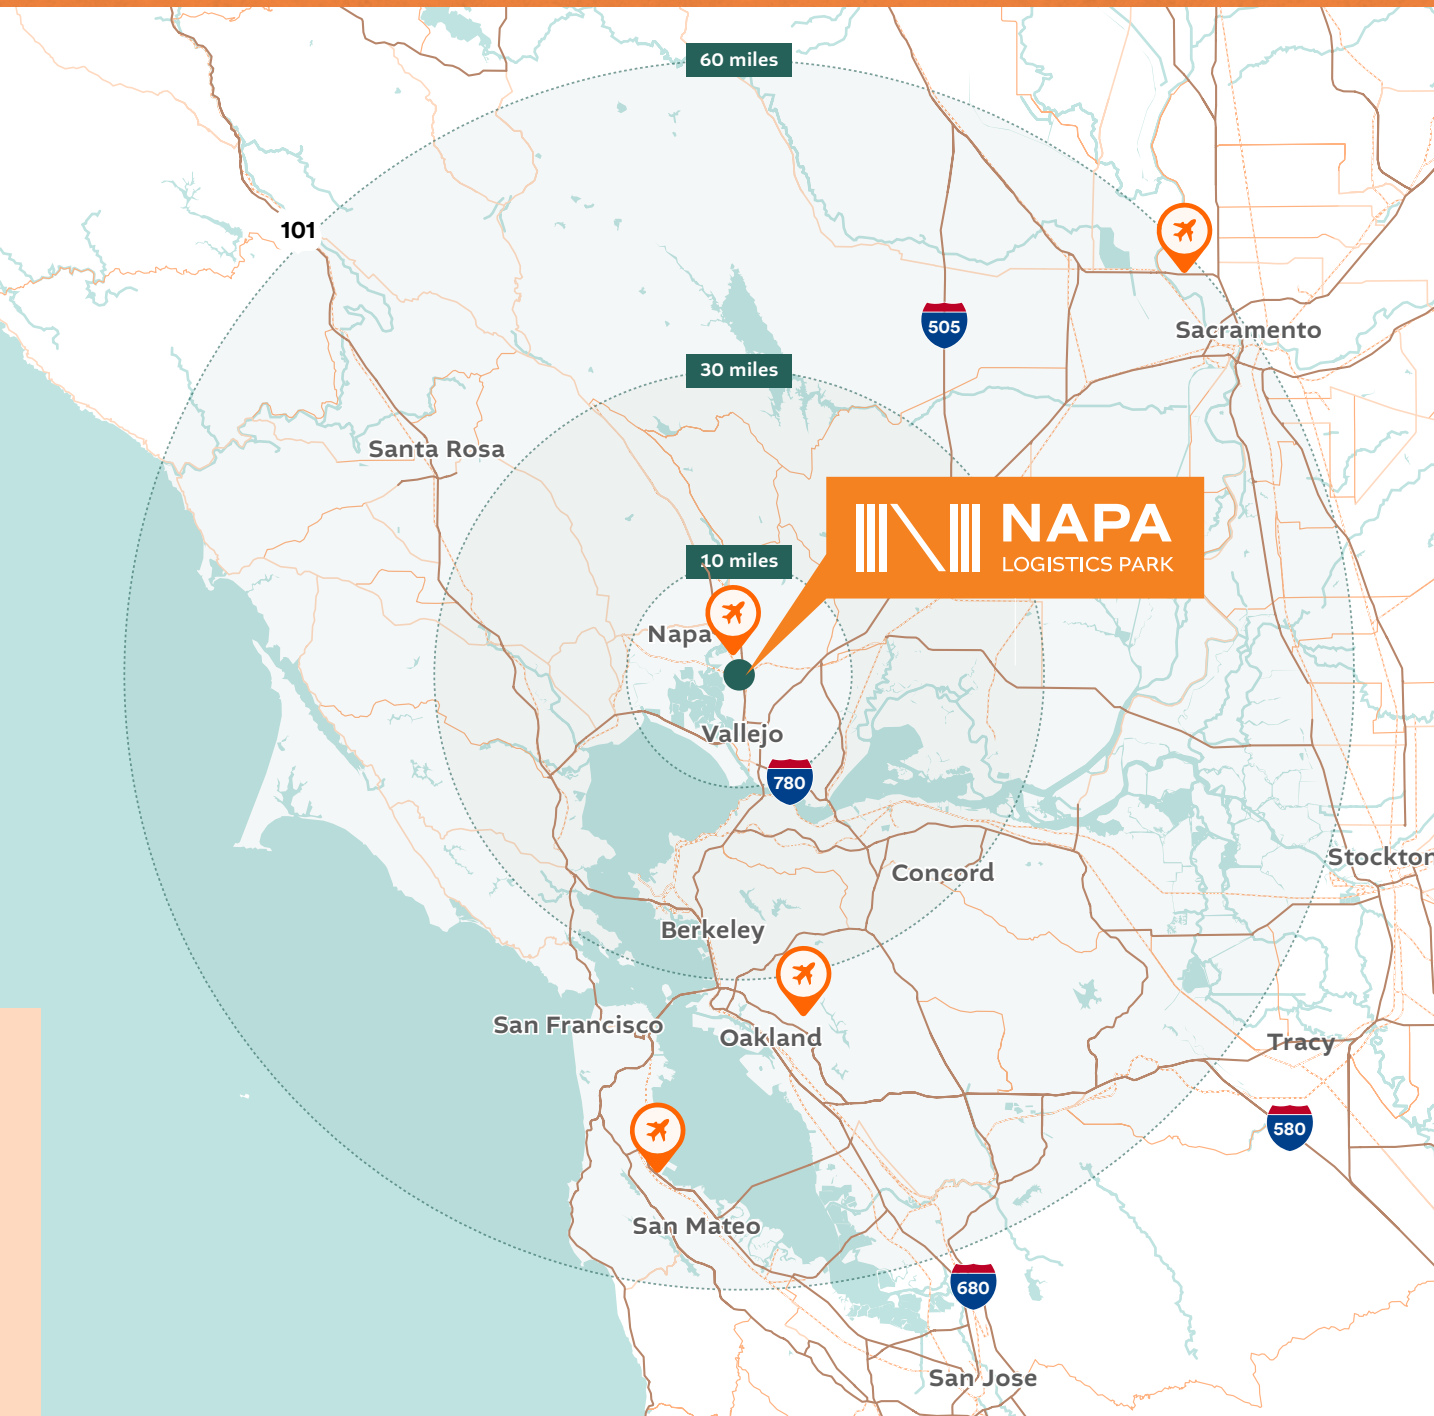 60 miles
101
505
Sacramento
30 miles
Santa Rosa
NAPA
LOGISTICS PARK
10 miles
Napa
Vallejo
780
Stockton
Concord
Berkeley
San Francisco
Oakland
Tracy
580
San Mateo
680
San Jose